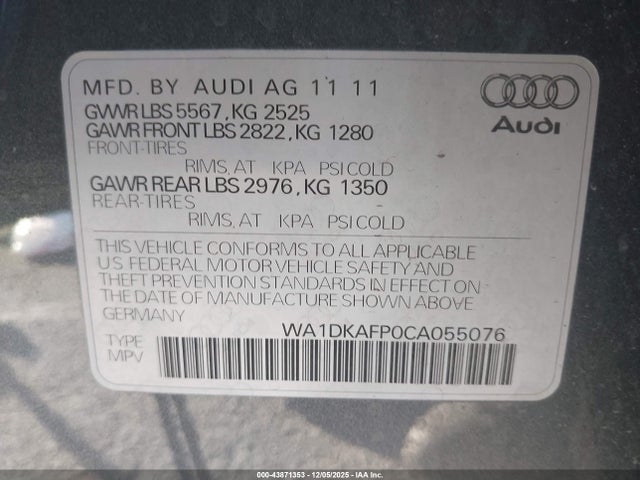 MFD. BY AUDI AG 11 11
GVWR LBS 5567, KG 2525
GAWR FRONT LBS 2822, KG 1280
FRONT-TIRES
RIMS, AT KPA PSI COLD
GAWR REAR LBS 2976, KG 1350
REAR-TIRES
RIMS, AT KPA PSI COLD
THIS VEHICLE CONFORMS TO ALL APPLICABLE
US FEDERAL MOTOR VEHICLE SAFETY AND
THEFT PREVENTION STANDARDS IN EFFECT ON
THE DATE OF MANUFACTURE SHOWN ABOVE
GERMANY
WA1DKAFP0CA055076
TYPE
MPV
Audi
000-43871353 - 12/05/2025 - IAA Inc.